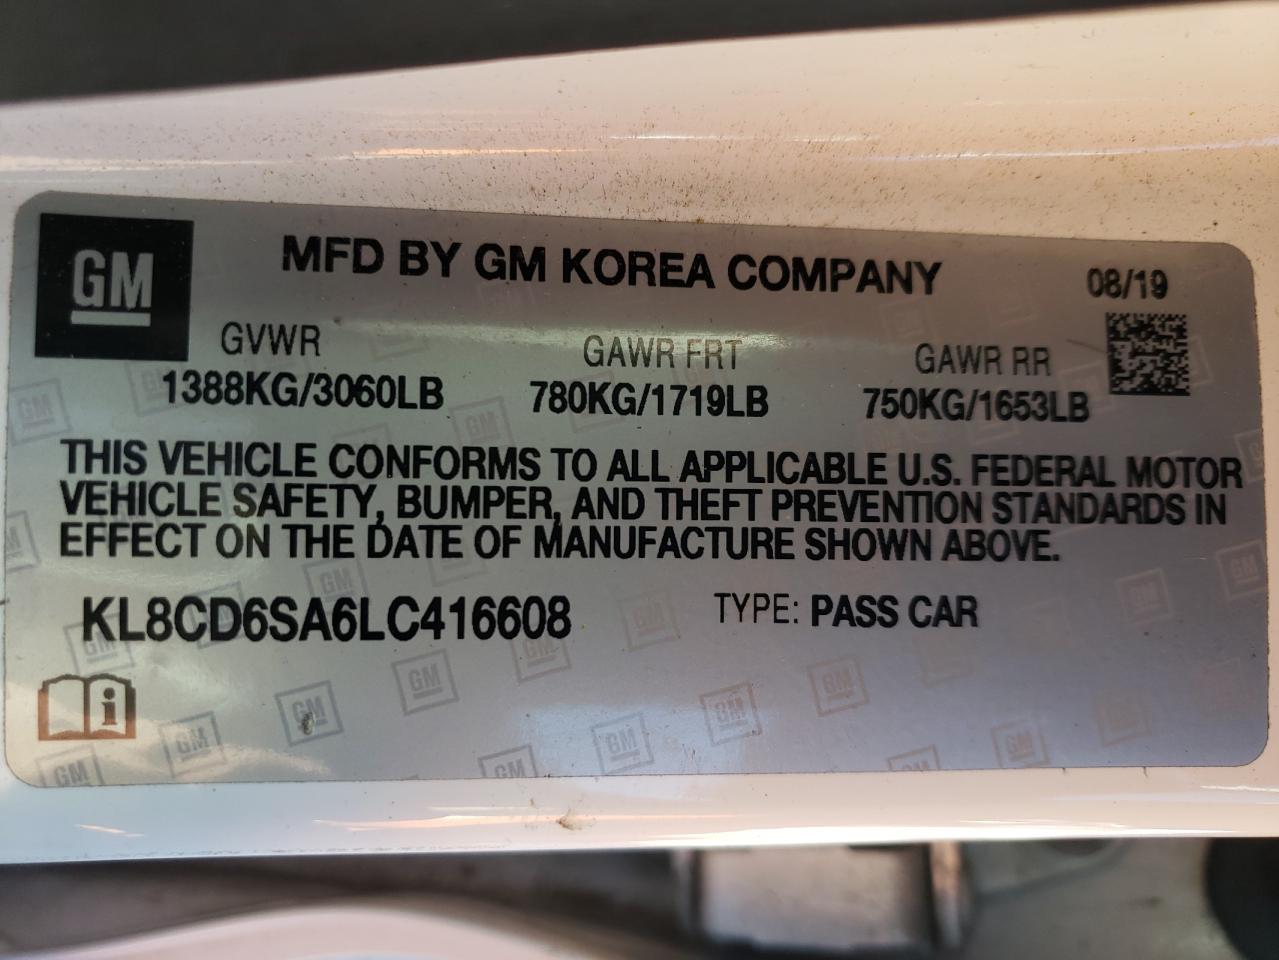 GM
MFD BY GM KOREA COMPANY
08/19
GVWR GAWR FRT GAWR RR
1388KG/3060LB 780KG/1719LB 750KG/1653LB
THIS VEHICLE CONFORMS TO ALL APPLICABLE U.S. FEDERAL MOTOR
VEHICLE SAFETY, BUMPER, AND THEFT PREVENTION STANDARDS IN
EFFECT ON THE DATE OF MANUFACTURE SHOWN ABOVE.
KL8CD6SA6LC416608 TYPE: PASS CAR